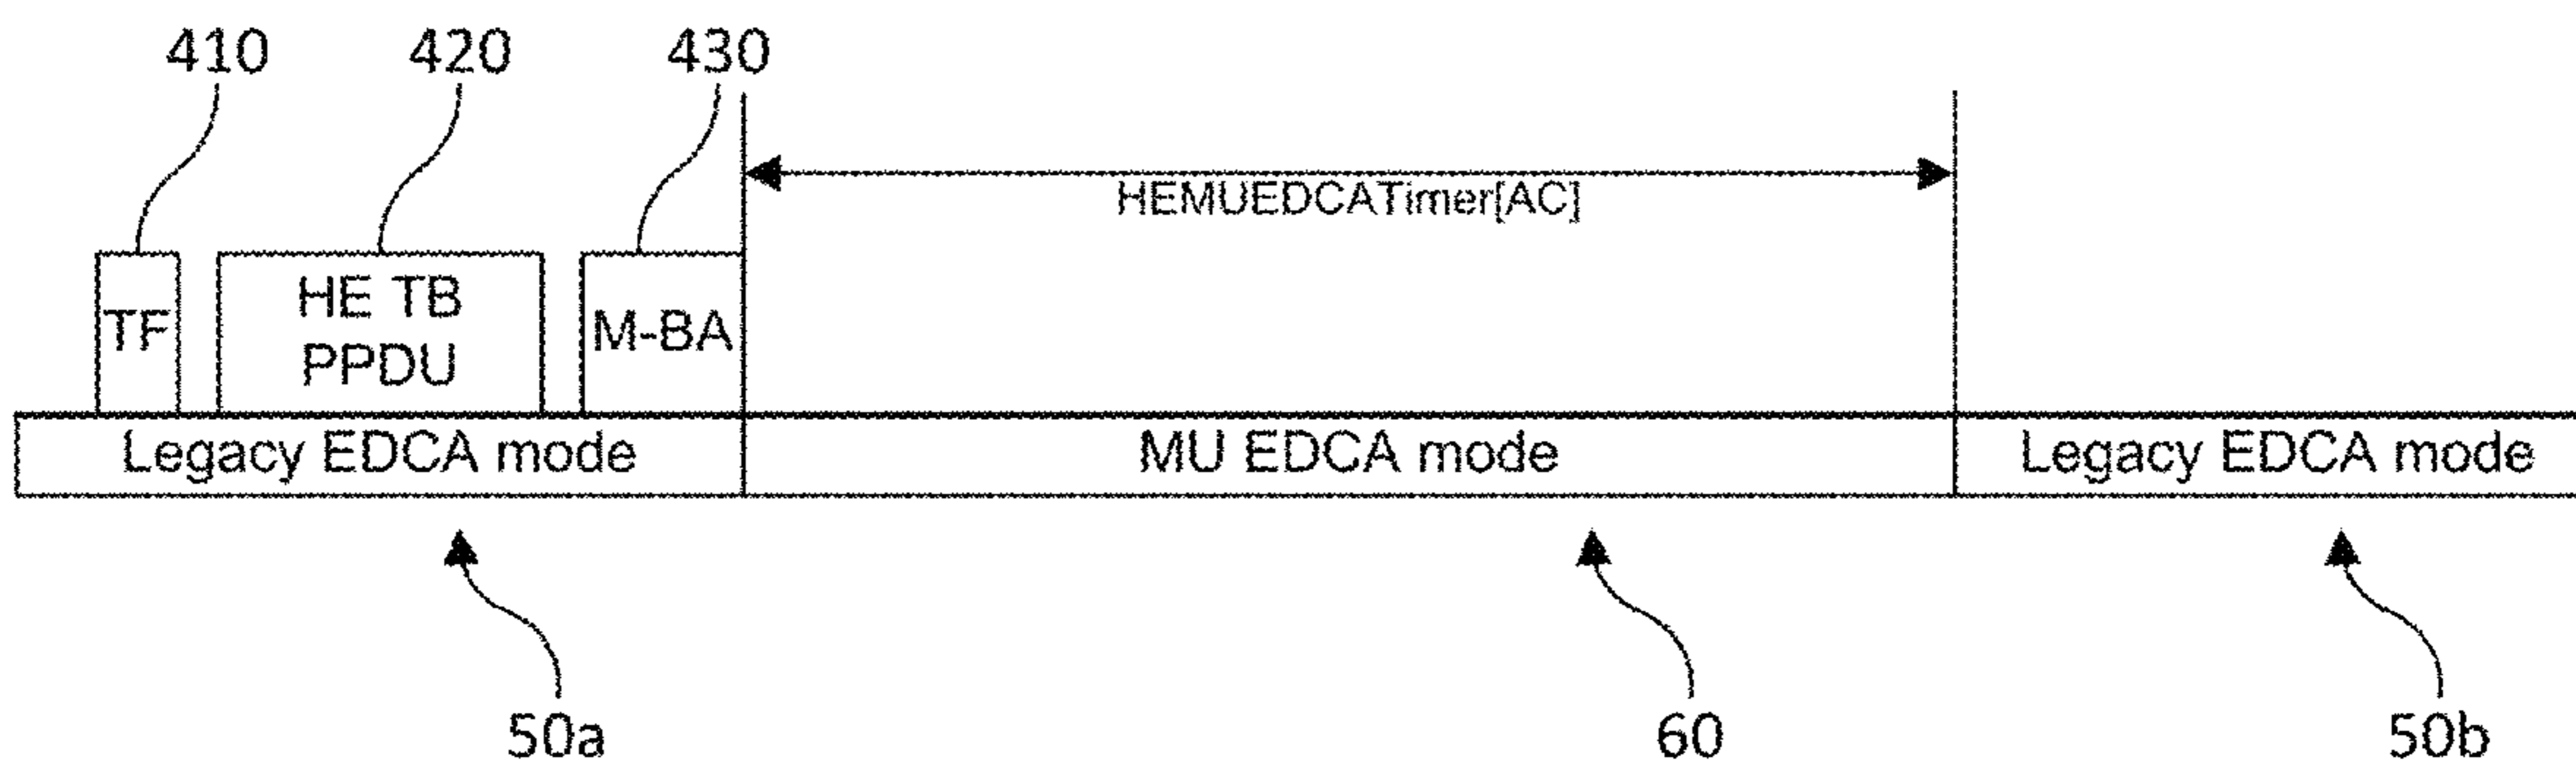 410 420 430
HEMUEDCATimer[AC]
TF
HE TB
PPDU
M-BA
Legacy EDCA mode
MU EDCA mode
Legacy EDCA mode
50a 60 50b